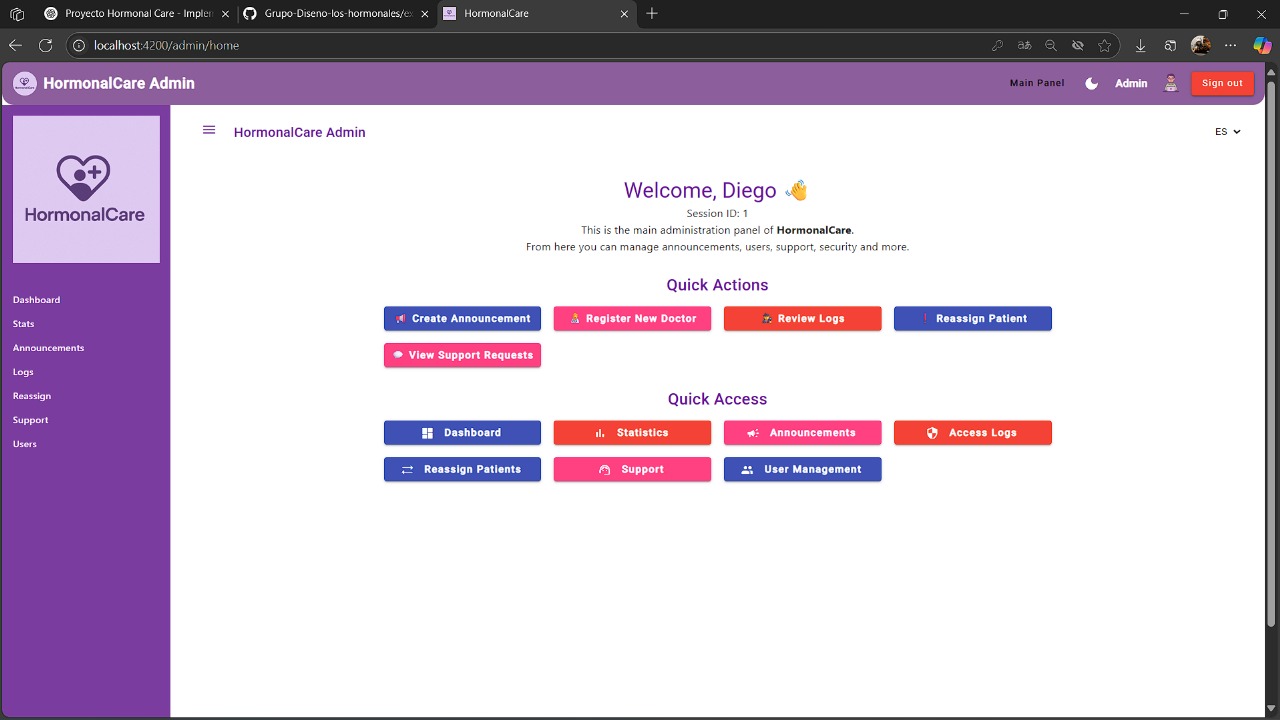 Proyecto Hormonal Care - Implem
Grupo-Diseno-los-hormonales/ex
HormonalCare
localhost:4200/admin/home
HormonalCare Admin
Main Panel
Admin
Sign out
HormonalCare
HormonalCare Admin
ES
Dashboard
Stats
Announcements
Logs
Reassign
Support
Users
Welcome, Diego 👋
Session ID: 1
This is the main administration panel of HormonalCare.
From here you can manage announcements, users, support, security and more.
Quick Actions
Create Announcement
Register New Doctor
Review Logs
Reassign Patient
View Support Requests
Quick Access
Dashboard
Statistics
Announcements
Access Logs
Reassign Patients
Support
User Management